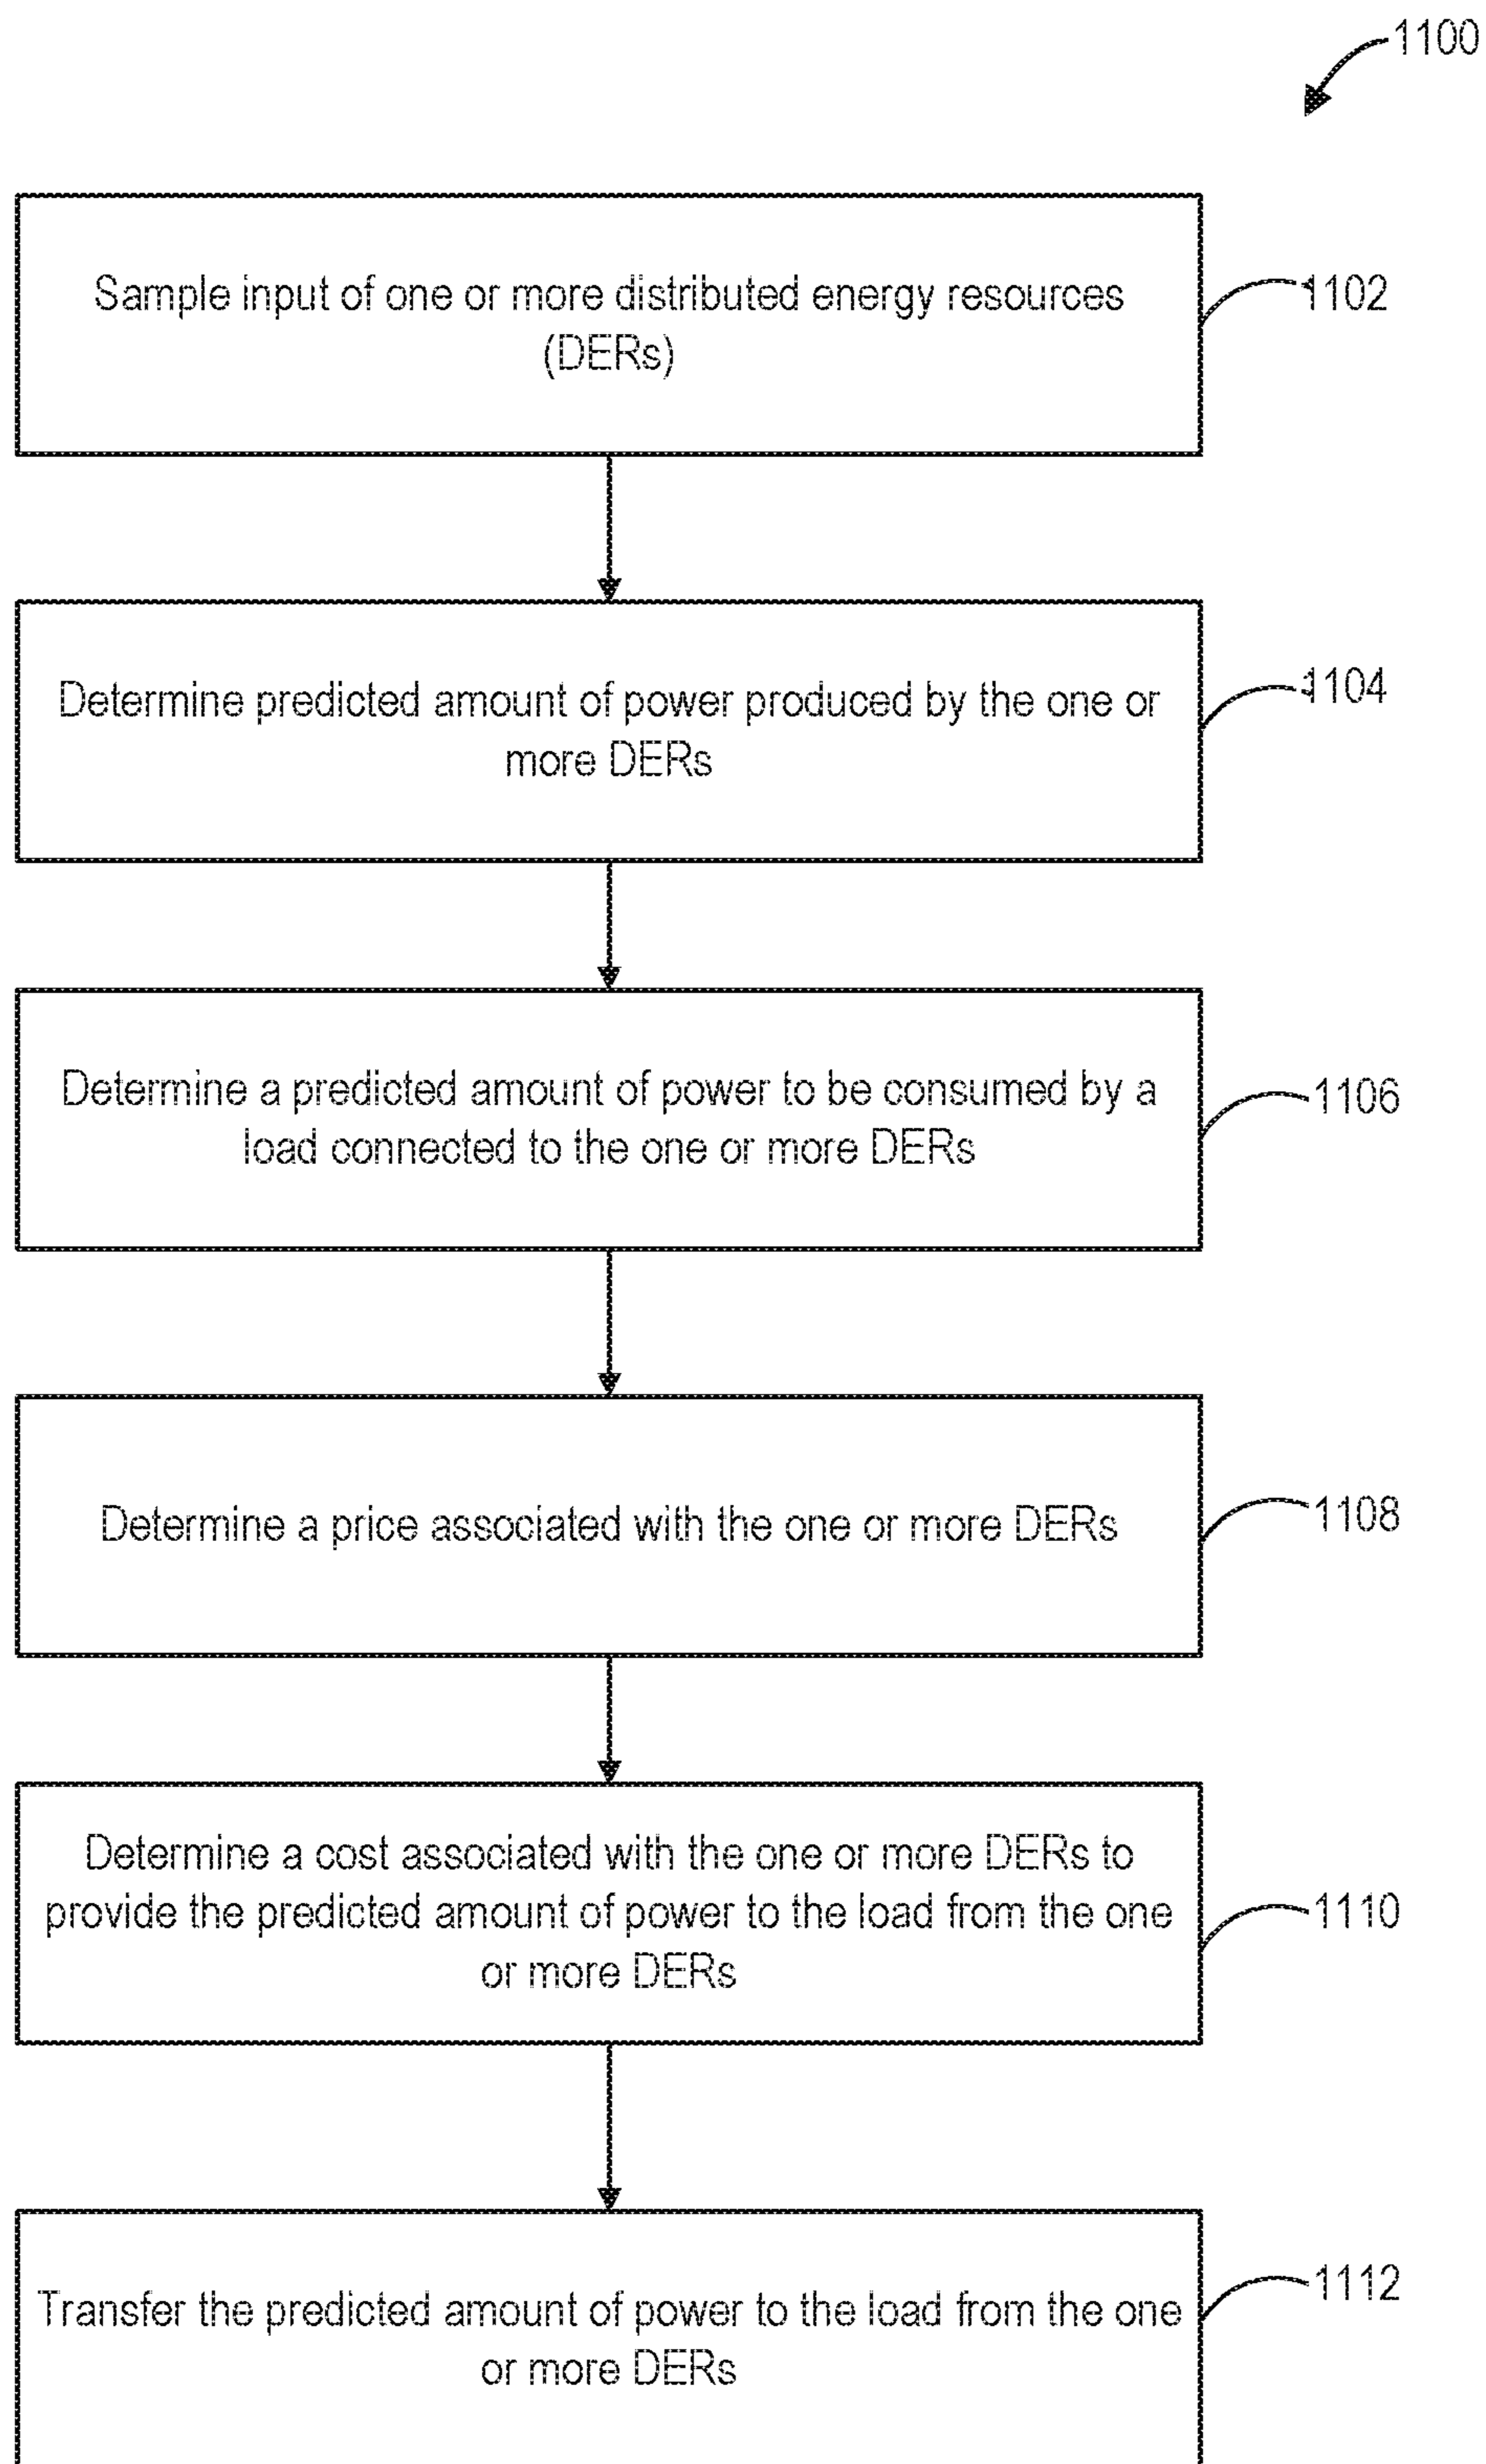 1100
Sample input of one or more distributed energy resources
(DERs)
1102
Determine predicted amount of power produced by the one or
more DERs
1104
Determine a predicted amount of power to be consumed by a
load connected to the one or more DERs
1106
Determine a price associated with the one or more DERs
1108
Determine a cost associated with the one or more DERs to
provide the predicted amount of power to the load from the one
or more DERs
1110
Transfer the predicted amount of power to the load from the one
or more DERs
1112